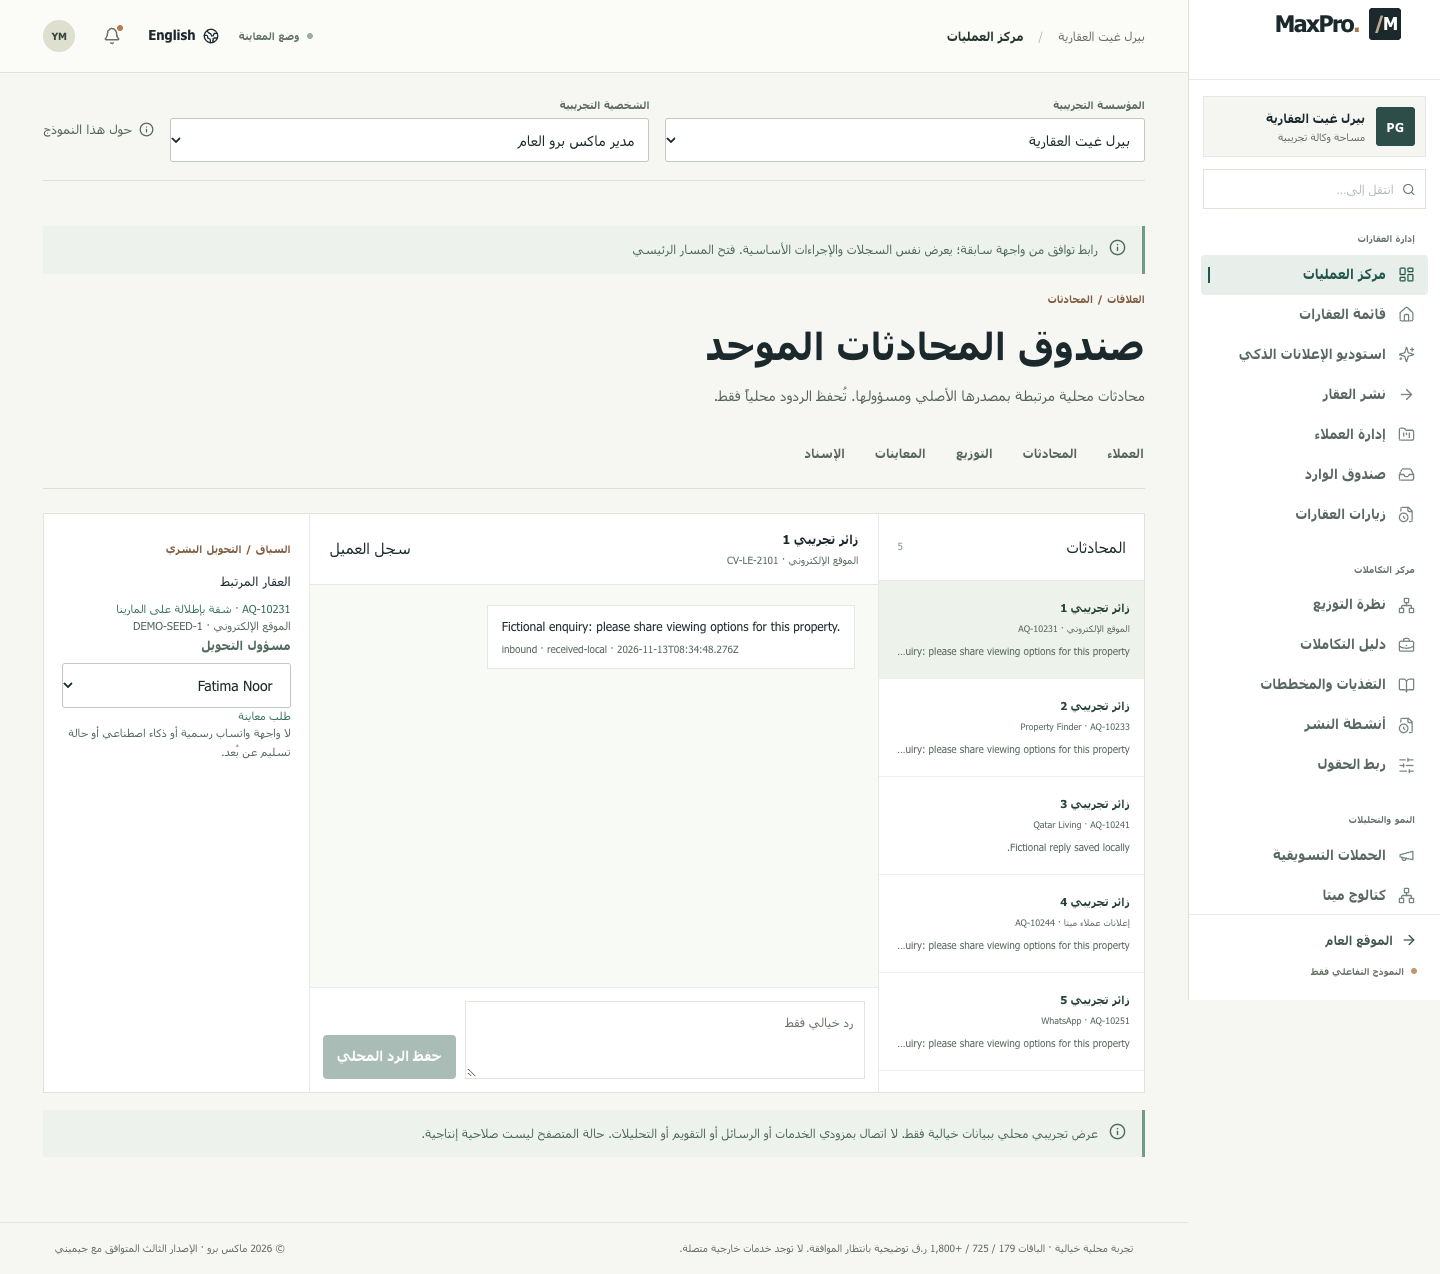 MaxPro. /M
PG بيرل غيت العقارية
مساحة وكالة تجريبية
انتقل إلى...
إدارة العقارات
مركز العمليات
قائمة العقارات
استوديو الإعلانات الذكي
نشر العقار
إدارة العملاء
صندوق الوارد
زيارات العقارات
مركز التكاملات
نظرة التوزيع
دليل التكاملات
التغذيات والمخططات
أنشطة النشر
ربط الحقول
النمو والتحليلات
الحملات التسويقية
كتالوج ميتا
الموقع العام
النموذج التفاعلي فقط
بيرل غيت العقارية / مركز العمليات
وضع المعاينة
English
YM
المؤسسة التجريبية
بيرل غيت العقارية
الشخصية التجريبية
مدير ماكس برو العام
حول هذا النموذج
رابط توافق من واجهة سابقة؛ يعرض نفس السجلات والإجراءات الأساسية. فتح المسار الرئيسي
العلاقات / المحادثات
صندوق المحادثات الموحد
محادثات محلية مرتبطة بمصدرها الأصلي ومسؤولها. تُحفظ الردود محلياً فقط.
العملاء المحادثات التوزيع المعاينات الإسناد
المحادثات 5
زائر تجريبي 1
الموقع الإلكتروني · AQ-10231
...uiry: please share viewing options for this property
زائر تجريبي 2
Property Finder · AQ-10233
...uiry: please share viewing options for this property
زائر تجريبي 3
Qatar Living · AQ-10241
.Fictional reply saved locally
زائر تجريبي 4
إعلانات عملاء ميتا · AQ-10244
...uiry: please share viewing options for this property
زائر تجريبي 5
WhatsApp · AQ-10251
...uiry: please share viewing options for this property
زائر تجريبي 1
الموقع الإلكتروني · CV-LE-2101
سجل العميل
Fictional enquiry: please share viewing options for this property.
inbound · received-local · 2026-11-13T08:34:48.276Z
رد خيالي فقط
حفظ الرد المحلي
السياق / التحويل البشري
العقار المرتبط
AQ-10231 · شقة بإطلالة على المارينا
الموقع الإلكتروني · DEMO-SEED-1
مسؤول التحويل
Fatima Noor
طلب معاينة
لا واجهة واتساب رسمية أو ذكاء اصطناعي أو حالة
تسليم عن بُعد.
عرض تجريبي محلي ببيانات خيالية فقط. لا اتصال بمزودي الخدمات أو الرسائل أو التقويم أو التحليلات. حالة المتصفح ليست صلاحية إنتاجية.
تجربة محلية خيالية · الباقات 179 / 725 / +1,800 ر.ق توضيحية بانتظار الموافقة. لا توجد خدمات خارجية متصلة.
© 2026 ماكس برو · الإصدار الثالث المتوافق مع جيميني